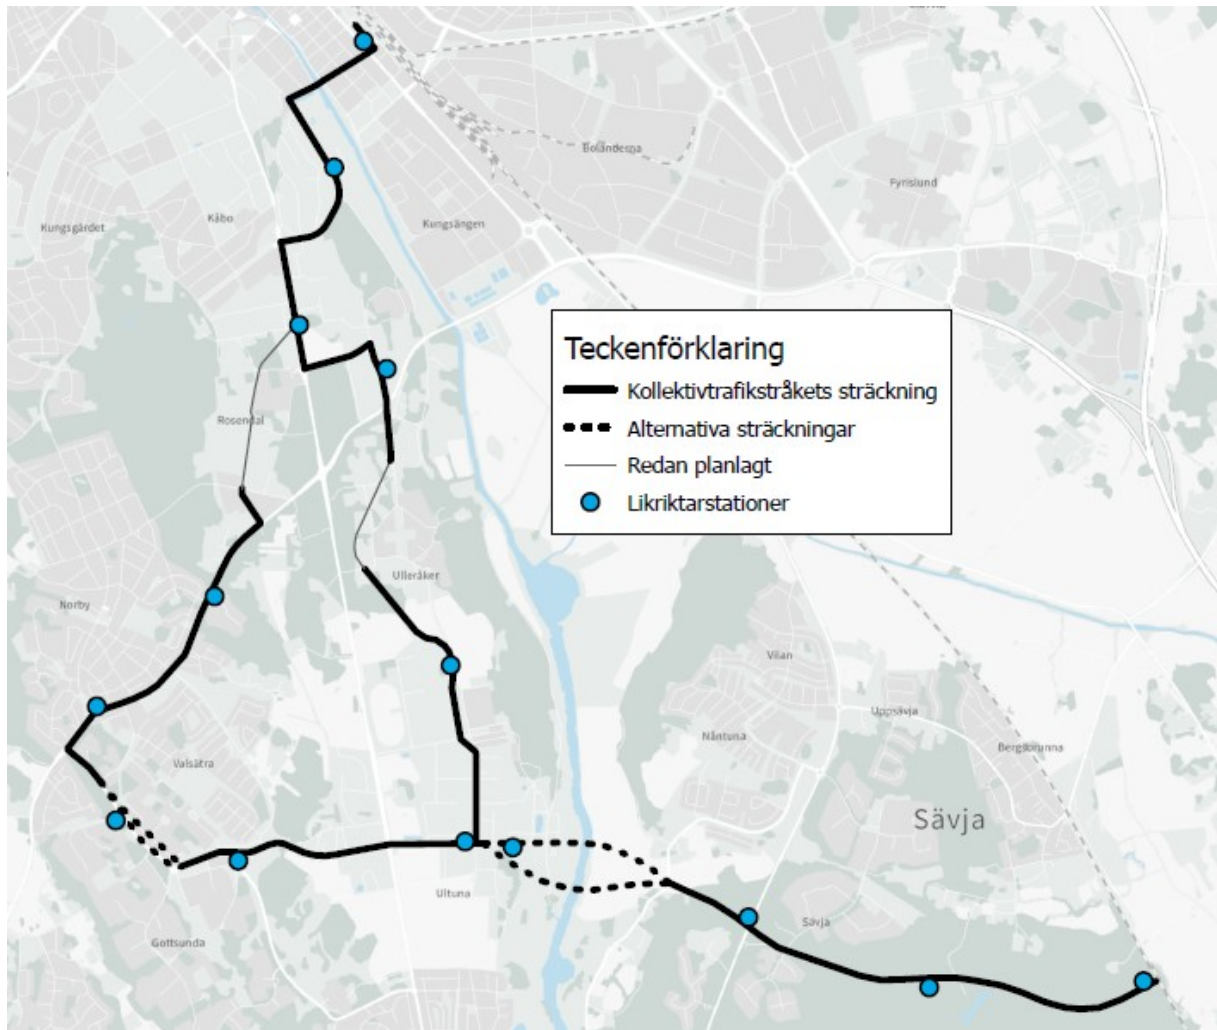 Boländerna
Fyrislund
Kåbo
Kungsgärdet
Kungsängen
Teckenförklaring
Kollektivtrafikstråkets sträckning
Alternativa sträckningar
Redan planlagt
Likriktarstationer
Rosendal
Ulleråker
Norby
Vilan
Uppsävja
Nåntuna
Bergsbrunna
Valsätra
Sävja
Ultuna
Sävja
Gottsunda